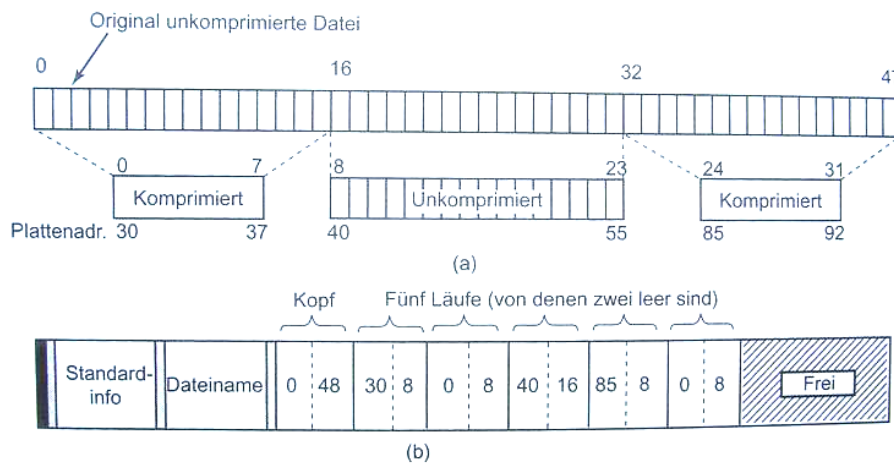 Original unkomprimierte Datei
0 16 32 47
0 7 8 23 24 31
Komprimiert Unkomprimiert Komprimiert
Plattenadr. 30 37 40 55 85 92
(a)
Kopf Fünf Läufe (von denen zwei leer sind)
Standard-
info
Dateiname 0 48 30 8 0 8 40 16 85 8 0 8 Frei
(b)